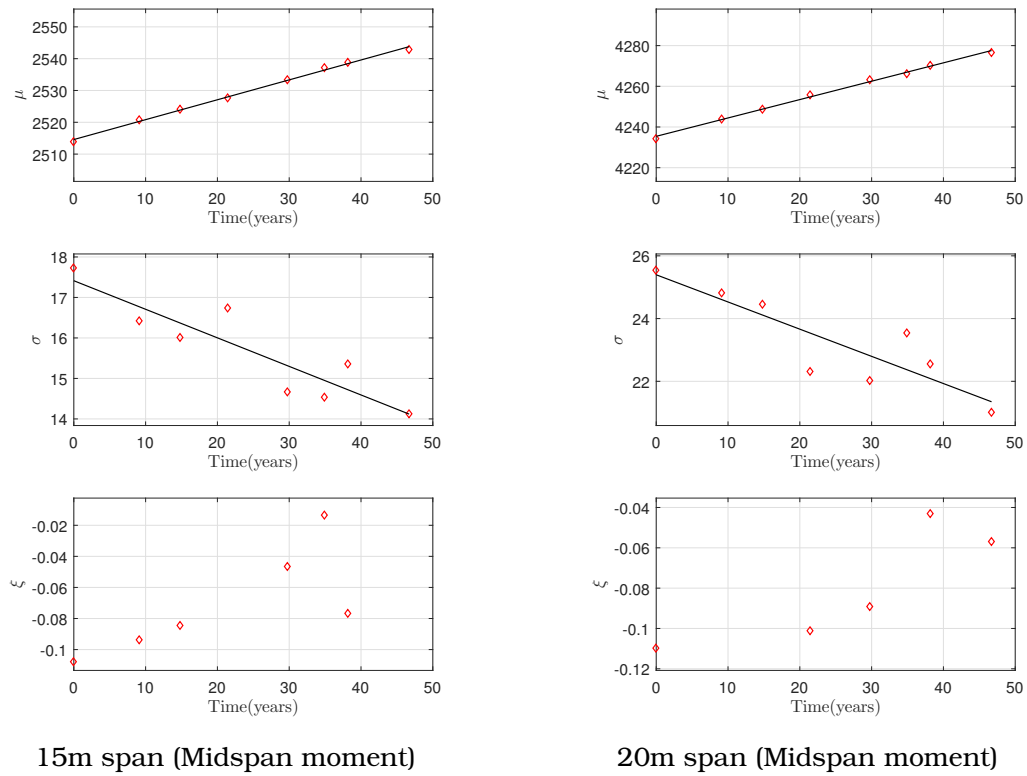 2550
2540
2530
2520
2510
μ
0 10 20 30 40 50
Time(years)
4280
4260
4240
4220
μ
0 10 20 30 40 50
Time(years)
18
17
16
15
14
σ
0 10 20 30 40 50
Time(years)
26
24
22
σ
0 10 20 30 40 50
Time(years)
-0.02
-0.04
-0.06
-0.08
-0.1
ξ
0 10 20 30 40 50
Time(years)
-0.04
-0.06
-0.08
-0.1
-0.12
ξ
0 10 20 30 40 50
Time(years)
15m span (Midspan moment)
20m span (Midspan moment)